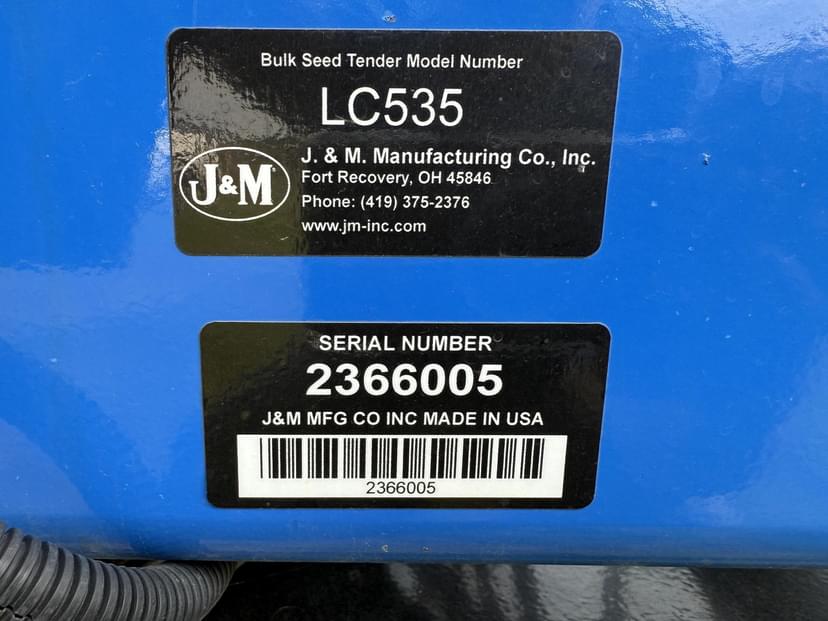 Bulk Seed Tender Model Number
LC535
J&M
J. & M. Manufacturing Co., Inc.
Fort Recovery, OH 45846
Phone: (419) 375-2376
www.jm-inc.com
SERIAL NUMBER
2366005
J&M MFG CO INC MADE IN USA
2366005